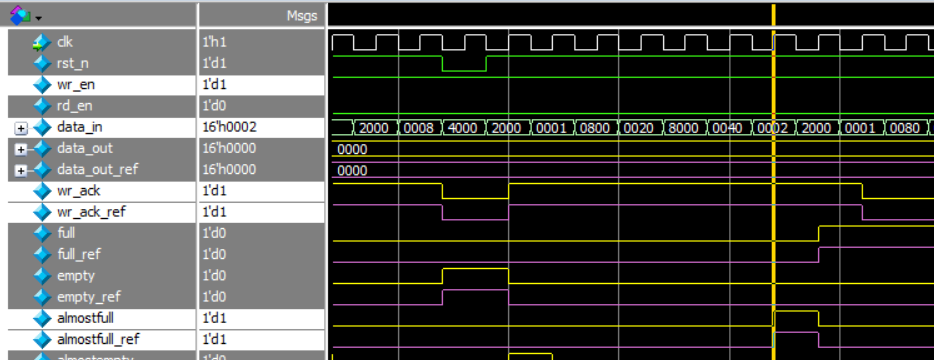 Msgs
clk 1'h1
rst_n 1'd1
wr_en 1'd1
rd_en 1'd0
data_in 16'h0002 2000 0008 4000 2000 0001 0800 0020 8000 0040 0002 2000 0001 0080
data_out 16'h0000 0000
data_out_ref 16'h0000 0000
wr_ack 1'd1
wr_ack_ref 1'd1
full 1'd0
full_ref 1'd0
empty 1'd0
empty_ref 1'd0
almostfull 1'd1
almostfull_ref 1'd1
almostempty 1'd0